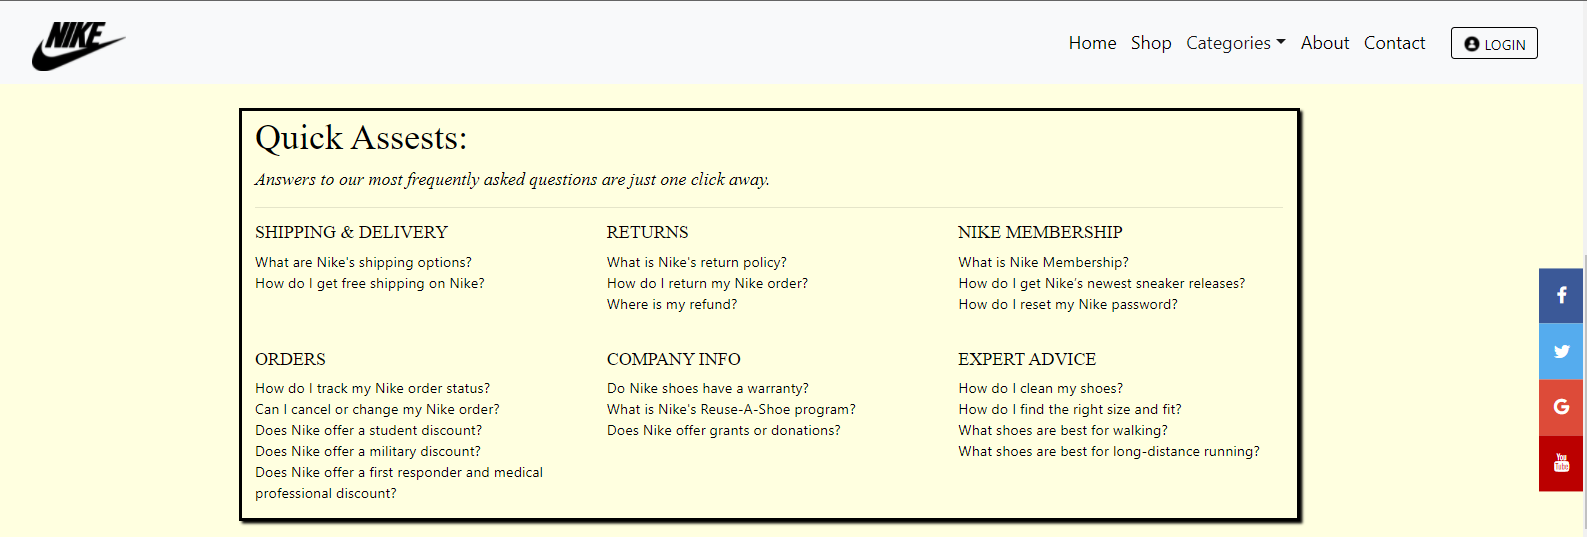 NIKE
Home Shop Categories About Contact LOGIN
Quick Assests:
Answers to our most frequently asked questions are just one click away.
SHIPPING & DELIVERY
What are Nike's shipping options?
How do I get free shipping on Nike?
RETURNS
What is Nike's return policy?
How do I return my Nike order?
Where is my refund?
NIKE MEMBERSHIP
What is Nike Membership?
How do I get Nike's newest sneaker releases?
How do I reset my Nike password?
ORDERS
How do I track my Nike order status?
Can I cancel or change my Nike order?
Does Nike offer a student discount?
Does Nike offer a military discount?
Does Nike offer a first responder and medical
professional discount?
COMPANY INFO
Do Nike shoes have a warranty?
What is Nike's Reuse-A-Shoe program?
Does Nike offer grants or donations?
EXPERT ADVICE
How do I clean my shoes?
How do I find the right size and fit?
What shoes are best for walking?
What shoes are best for long-distance running?
f
G
You
Tube